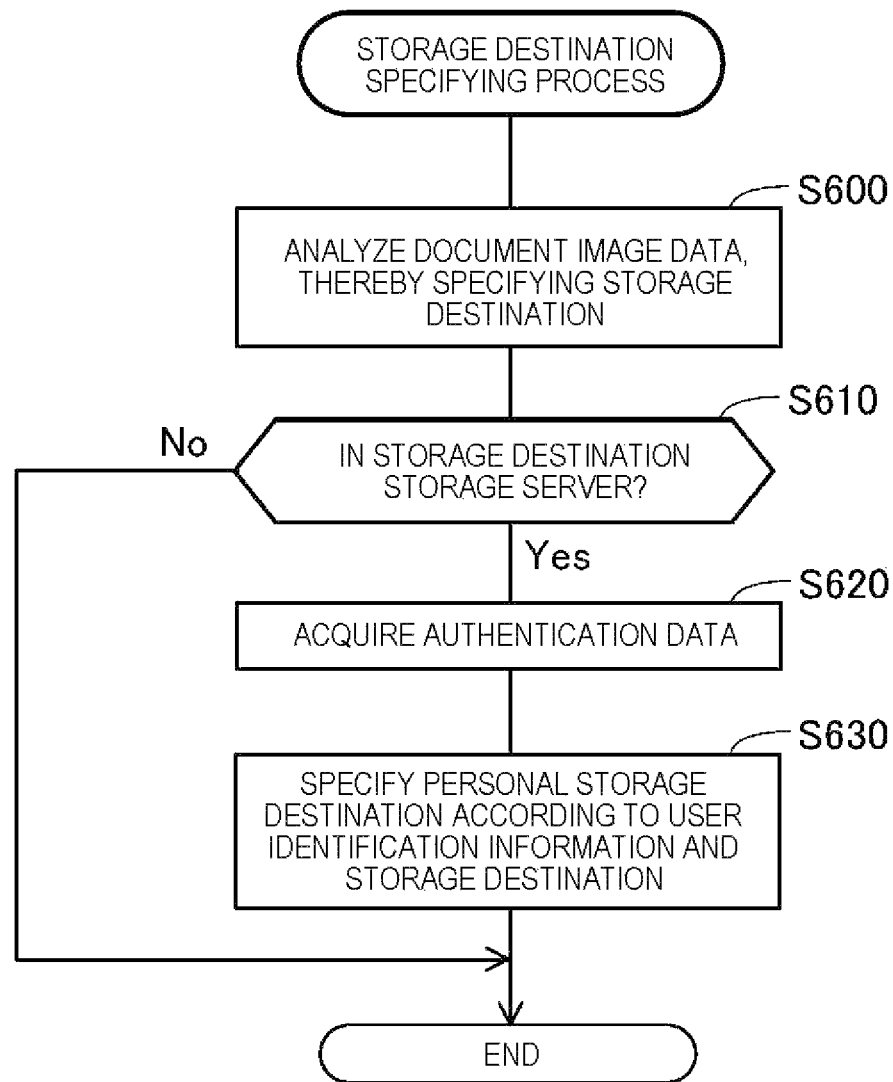 STORAGE DESTINATION
SPECIFYING PROCESS
S600
ANALYZE DOCUMENT IMAGE DATA,
THEREBY SPECIFYING STORAGE
DESTINATION
S610
No
IN STORAGE DESTINATION
STORAGE SERVER?
Yes
S620
ACQUIRE AUTHENTICATION DATA
S630
SPECIFY PERSONAL STORAGE
DESTINATION ACCORDING TO USER
IDENTIFICATION INFORMATION AND
STORAGE DESTINATION
END